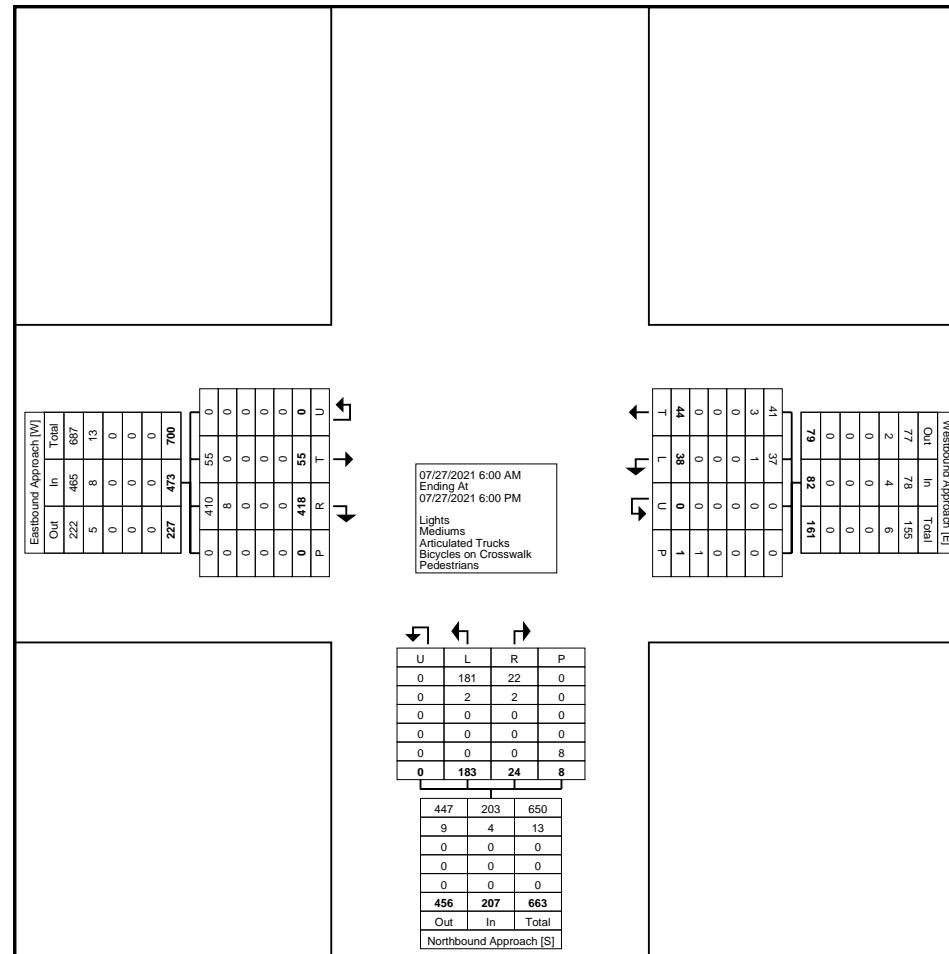 Eastbound Approach [W]
Out In Total
222 465 687
5 8 13
0 0 0
0 0 0
0 0 0
227 473 700
0 410 55 0
0 8 0 0
0 0 0 0
0 0 0 0
0 0 0 0
0 418 55 0
P R T U
07/27/2021 6:00 AM
Ending At
07/27/2021 6:00 PM
Lights
Mediums
Articulated Trucks
Bicycles on Crosswalk
Pedestrians
Westbound Approach [E]
Out In Total
77 78 155
2 4 6
0 0 0
0 0 0
0 0 0
79 82 161
41 37 0 0
3 1 0 0
0 0 0 0
0 0 0 0
0 0 0 1
44 38 0 1
T L U P
U L R P
0 181 22 0
0 2 2 0
0 0 0 0
0 0 0 0
0 0 0 8
0 183 24 8
447 203 650
9 4 13
0 0 0
0 0 0
0 0 0
456 207 663
Out In Total
Northbound Approach [S]